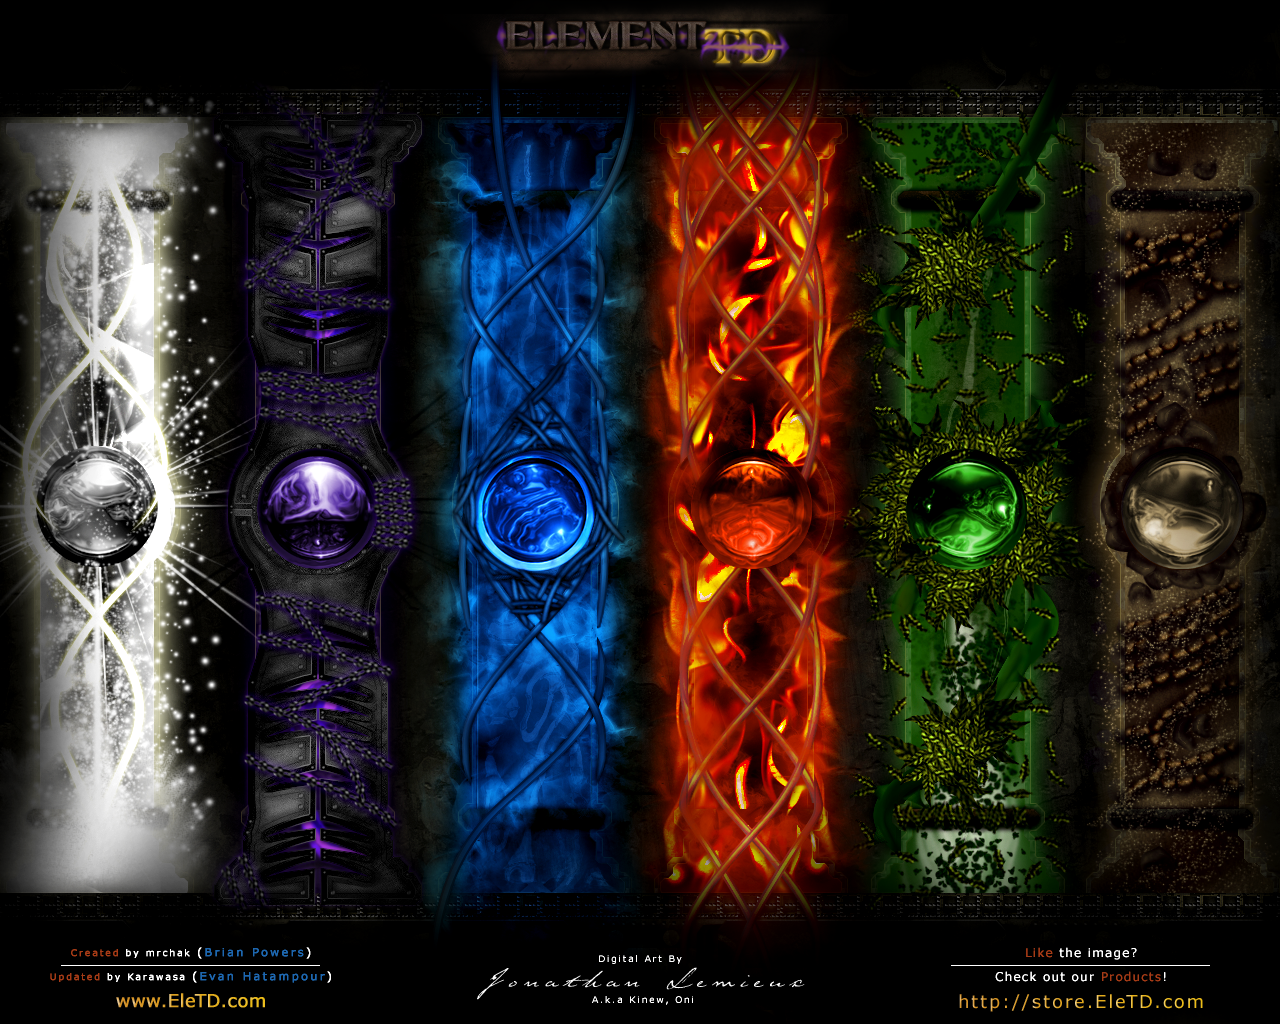 ELEMENT TD
Created by mrchak (Brian Powers)
Updated by Karawasa (Evan Hatampour)
www.EleTD.com
Digital Art By
Jonathan Lemieux
A.k.a Kinew, Oni
Like the image?
Check out our Products!
http://store.EleTD.com